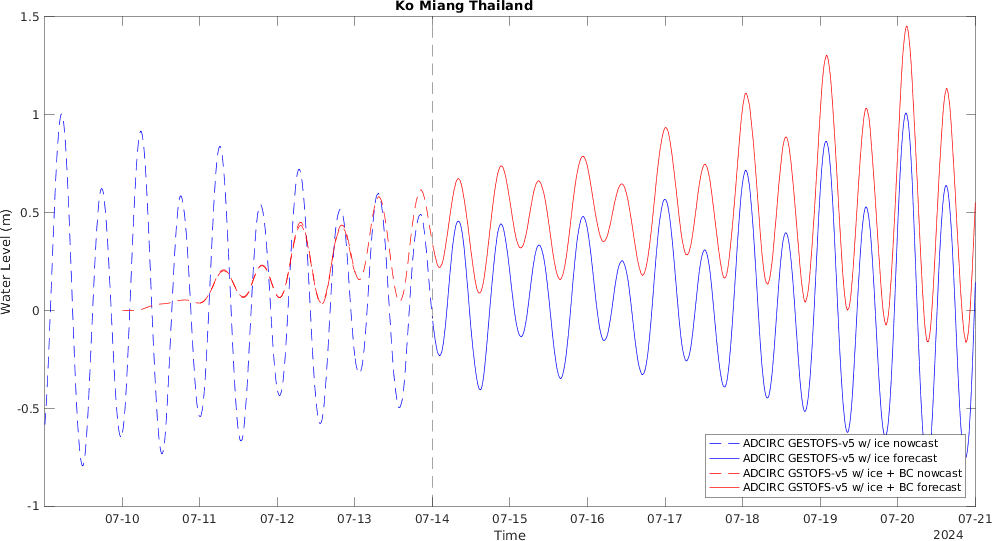 Ko Miang Thailand
1.5
1
0.5
0
-0.5
-1
Water Level (m)
ADCIRC GESTOFS-v5 w/ ice nowcast
ADCIRC GESTOFS-v5 w/ ice forecast
ADCIRC GSTOFS-v5 w/ ice + BC nowcast
ADCIRC GSTOFS-v5 w/ ice + BC forecast
07-10 07-11 07-12 07-13 07-14 07-15 07-16 07-17 07-18 07-19 07-20 07-21
Time
2024